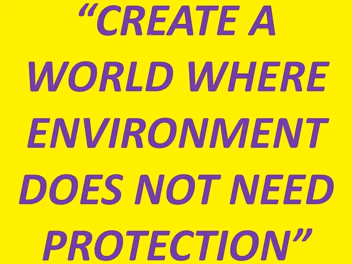 “CREATE A
WORLD WHERE
ENVIRONMENT
DOES NOT NEED
PROTECTION”